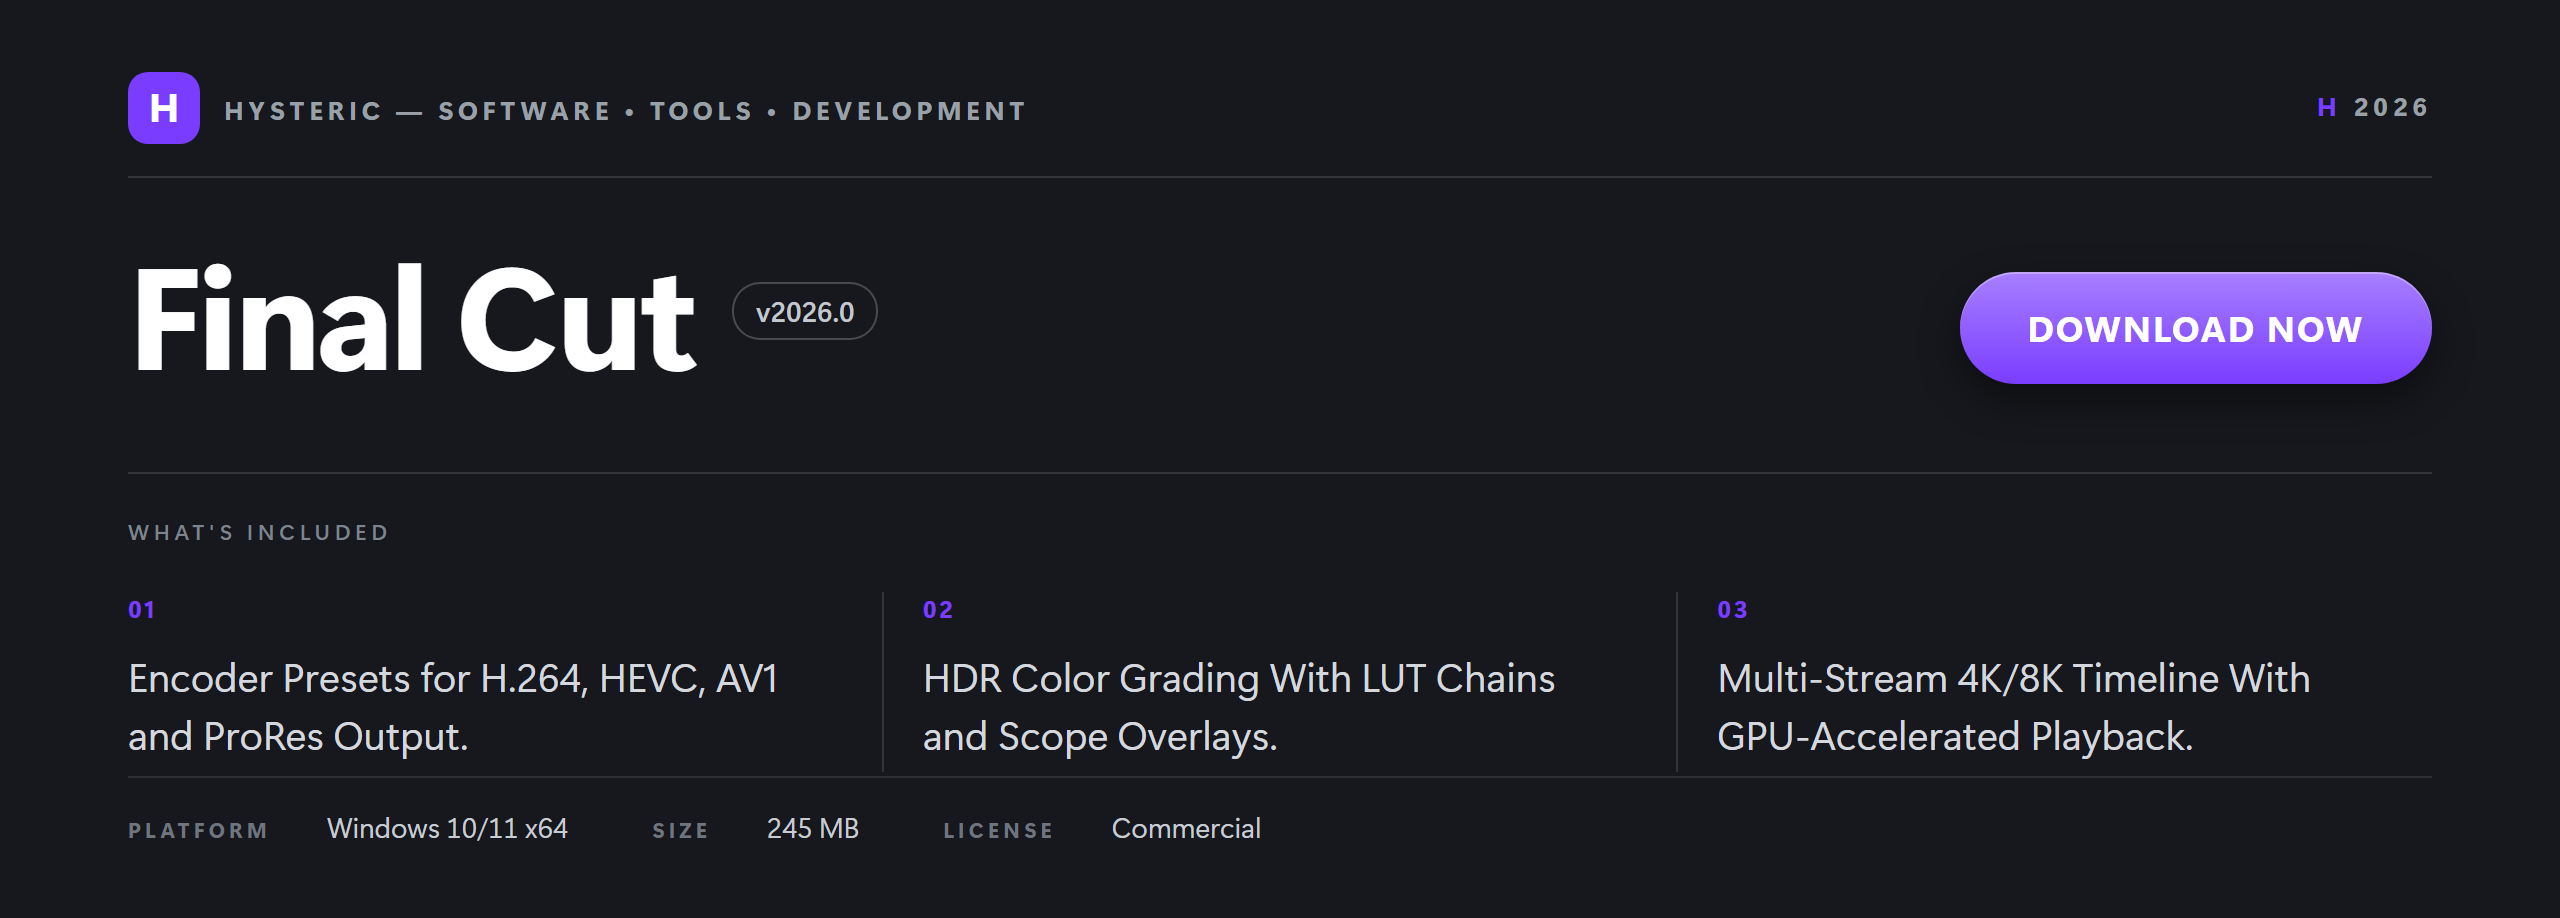 H HYSTERIC — SOFTWARE • TOOLS • DEVELOPMENT
H 2026
Final Cut v2026.0
DOWNLOAD NOW
WHAT'S INCLUDED
01
Encoder Presets for H.264, HEVC, AV1
and ProRes Output.
02
HDR Color Grading With LUT Chains
and Scope Overlays.
03
Multi-Stream 4K/8K Timeline With
GPU-Accelerated Playback.
PLATFORM Windows 10/11 x64 SIZE 245 MB LICENSE Commercial